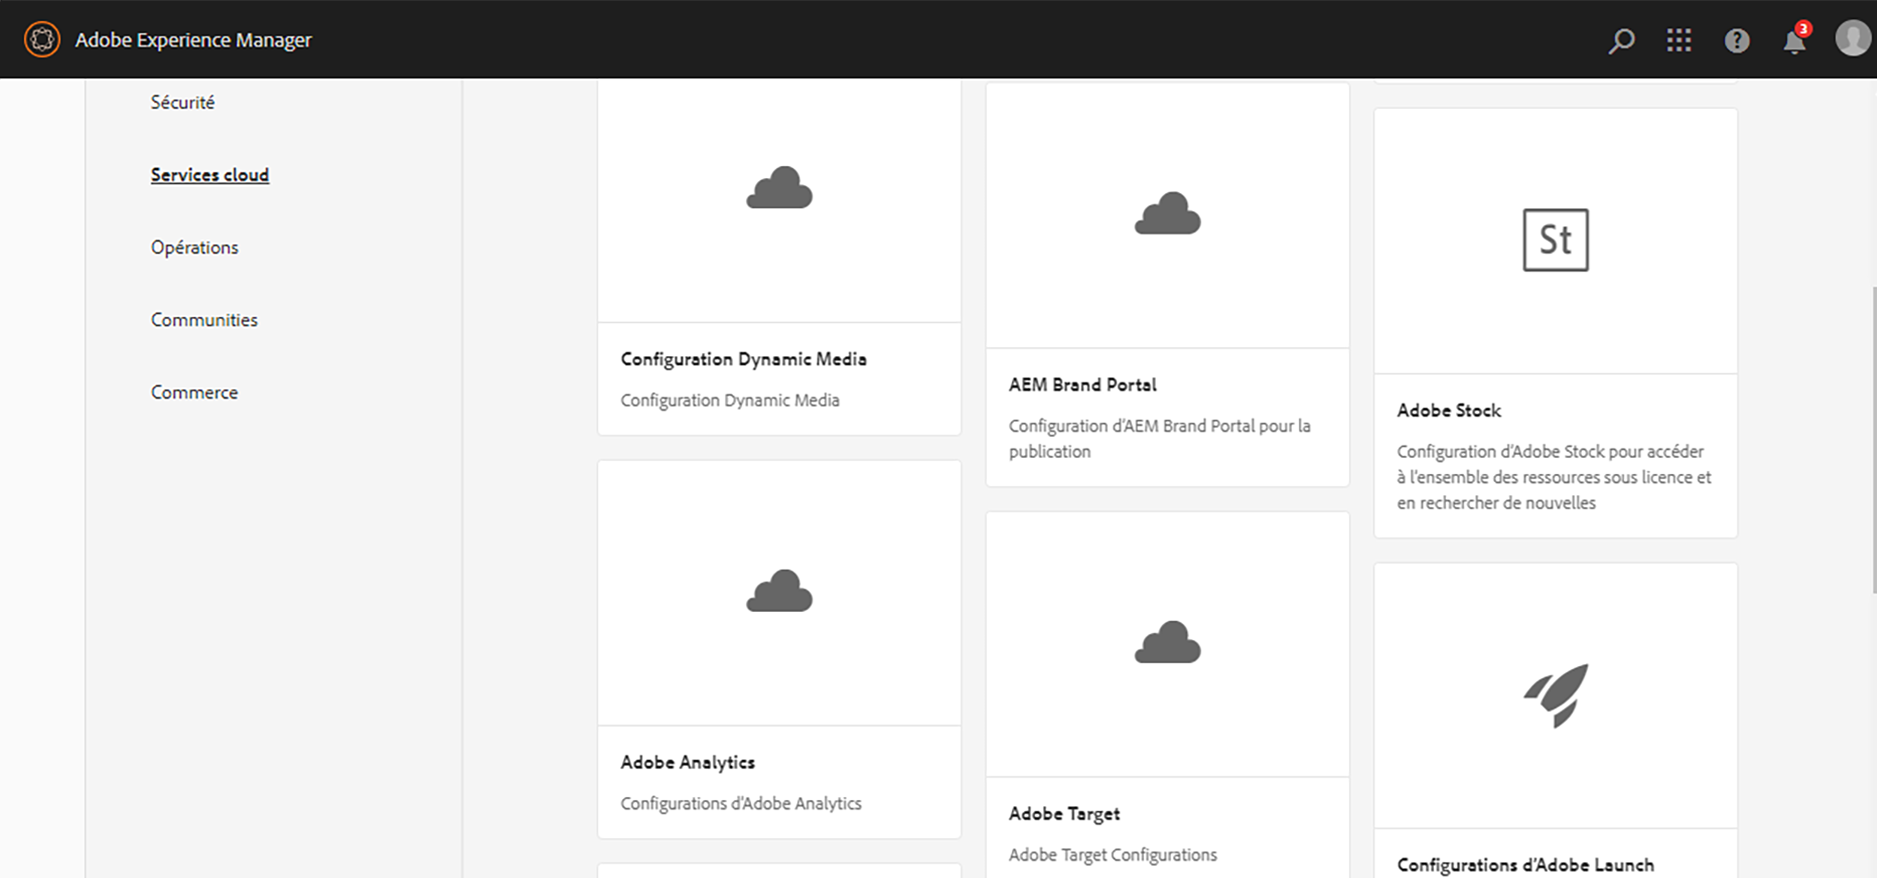 Adobe Experience Manager
3
Sécurité
Services cloud
Opérations
Communities
Commerce
Configuration Dynamic Media
Configuration Dynamic Media
AEM Brand Portal
Configuration d’AEM Brand Portal pour la
publication
St
Adobe Stock
Configuration d’Adobe Stock pour accéder
à l’ensemble des ressources sous licence et
en rechercher de nouvelles
Adobe Analytics
Configurations d’Adobe Analytics
Adobe Target
Adobe Target Configurations
Configurations d’Adobe Launch